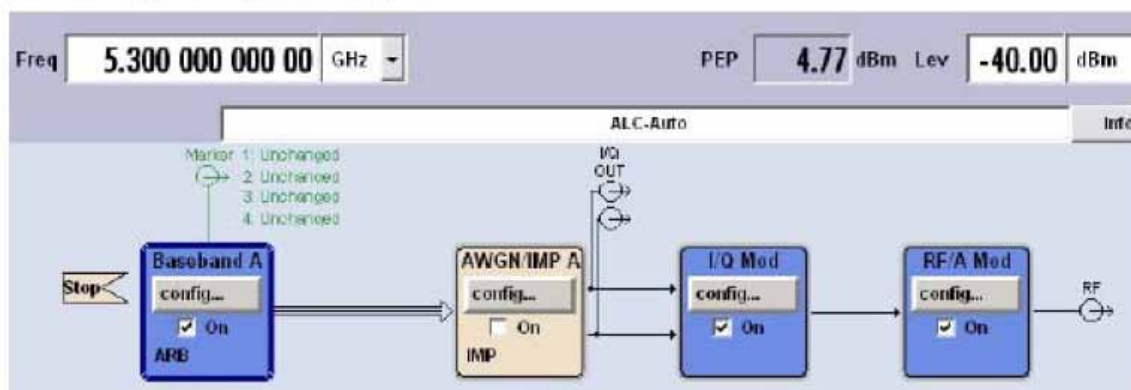 Freq 5.300 000 000 00 GHz PEP 4.77 dBm Lev -40.00 dBm
ALC-Auto Info
Marker 1: Unchanged
2: Unchanged
3: Unchanged
4: Unchanged
I/Q
OUT
Baseband A AWGN/IMP A I/Q Mod RF/A Mod
Stop config... config... config... config... RF
On On On On
ARB IMP